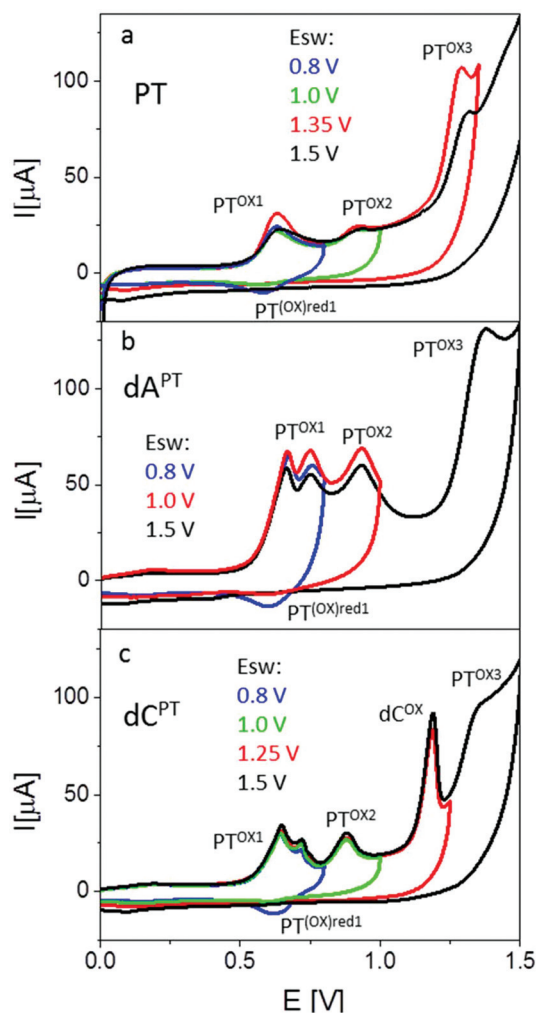 a
Esw:
0.8 V
1.0 V
1.35 V
1.5 V
PT
PT^OX3
PT^OX1
PT^OX2
PT^(OX)red1
100
50
0
I[µA]
b
dA^PT
PT^OX3
PT^OX1
PT^OX2
Esw:
0.8 V
1.0 V
1.5 V
PT^(OX)red1
100
50
0
I[µA]
c
dC^PT
Esw:
0.8 V
1.0 V
1.25 V
1.5 V
PT^OX3
dC^OX
PT^OX1
PT^OX2
PT^(OX)red1
100
50
0
I[µA]
0.0 0.5 1.0 1.5
E [V]